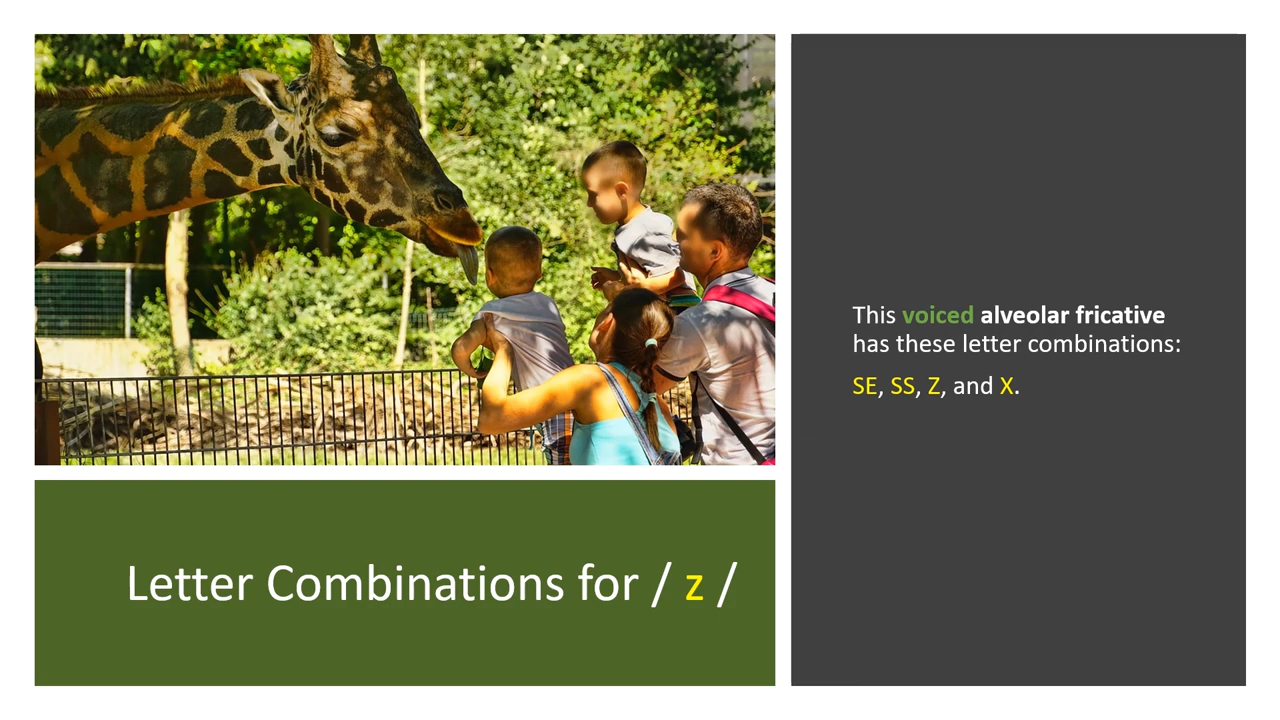 Letter Combinations for / z /
This voiced alveolar fricative
has these letter combinations:
SE, SS, Z, and X.